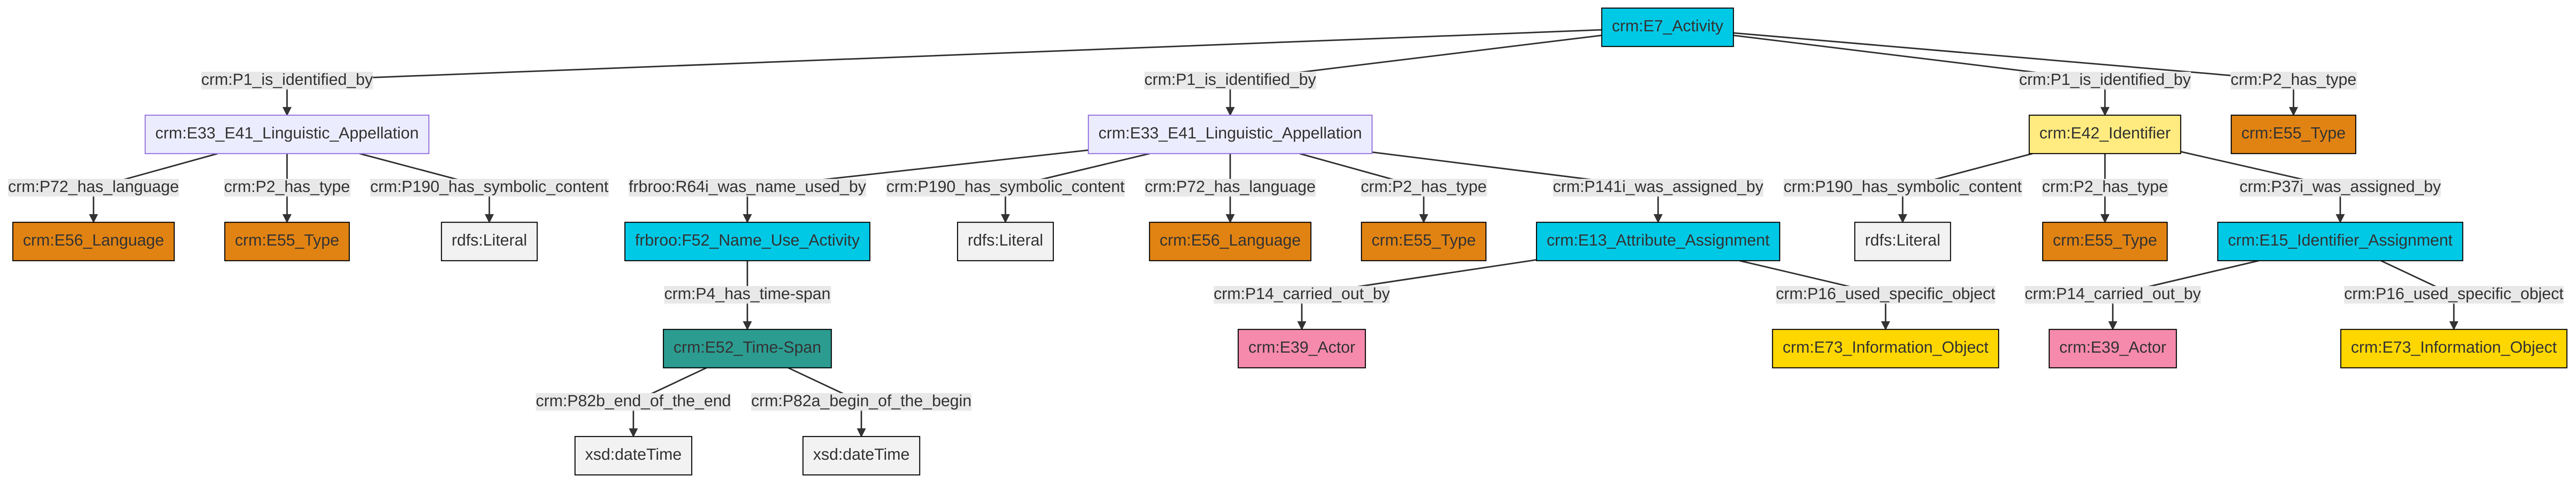 crm:E7_Activity
crm:P1_is_identified_by
crm:P1_is_identified_by
crm:P1_is_identified_by
crm:P2_has_type
crm:E33_E41_Linguistic_Appellation
crm:E33_E41_Linguistic_Appellation
crm:E42_Identifier
crm:E55_Type
crm:P72_has_language
crm:P2_has_type
crm:P190_has_symbolic_content
frbroo:R64i_was_name_used_by
crm:P190_has_symbolic_content
crm:P72_has_language
crm:P2_has_type
crm:P141i_was_assigned_by
crm:P190_has_symbolic_content
crm:P2_has_type
crm:P37i_was_assigned_by
crm:E56_Language
crm:E55_Type
rdfs:Literal
frbroo:F52_Name_Use_Activity
rdfs:Literal
crm:E56_Language
crm:E55_Type
crm:E13_Attribute_Assignment
rdfs:Literal
crm:E55_Type
crm:E15_Identifier_Assignment
crm:P4_has_time-span
crm:P14_carried_out_by
crm:P16_used_specific_object
crm:P14_carried_out_by
crm:P16_used_specific_object
crm:E52_Time-Span
crm:E39_Actor
crm:E73_Information_Object
crm:E39_Actor
crm:E73_Information_Object
crm:P82b_end_of_the_end
crm:P82a_begin_of_the_begin
xsd:dateTime
xsd:dateTime